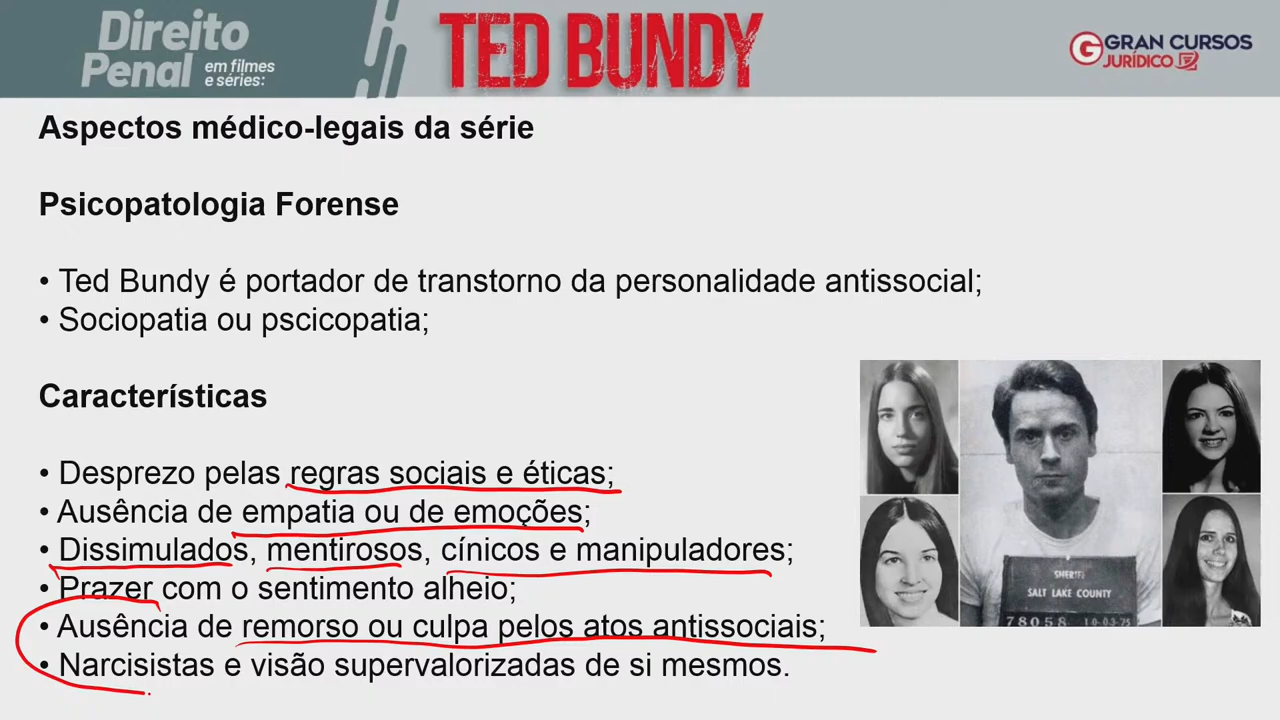 Direito
Penal em filmes
e séries:
TED BUNDY
GRAN CURSOS
JURÍDICO
Aspectos médico-legais da série
Psicopatologia Forense
• Ted Bundy é portador de transtorno da personalidade antissocial;
• Sociopatia ou pscicopatia;
Características
• Desprezo pelas regras sociais e éticas;
• Ausência de empatia ou de emoções;
• Dissimulados, mentirosos, cínicos e manipuladores;
• Prazer com o sentimento alheio;
• Ausência de remorso ou culpa pelos atos antissociais;
• Narcisistas e visão supervalorizadas de si mesmos.
SHERIFF
SALT LAKE COUNTY
78058 10-03-75